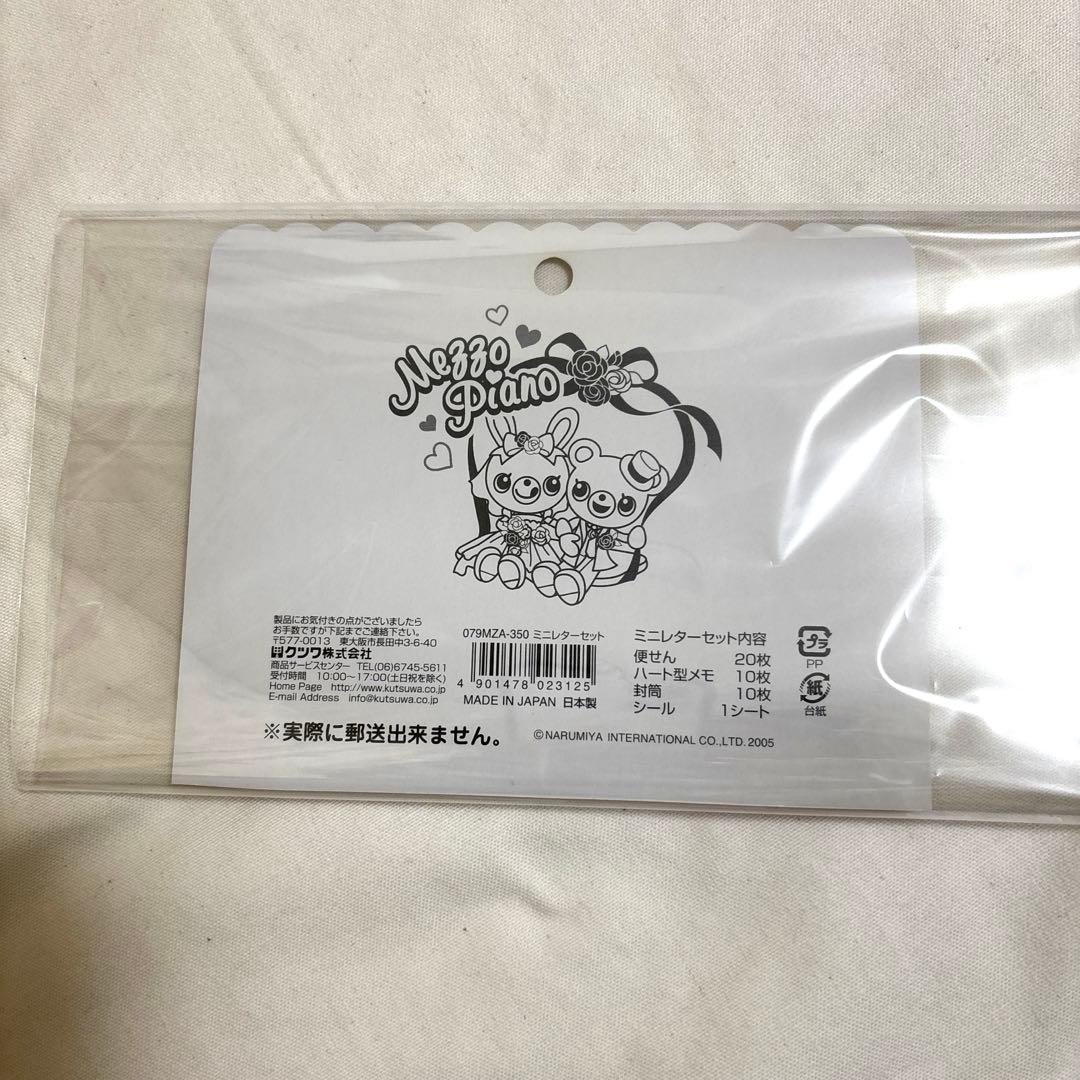 Mezzo
Piano
製品にお気付きの点がございましたら
お手数ですが下記までご連絡下さい。
〒577-0013 東大阪市長田中3-6-40
クツワ株式会社
商品サービスセンター TEL(06)6745-5611
受付時間 10:00〜17:00(土日祝を除く)
Home Page http://www.kutsuwa.co.jp
E-mail Address info@kutsuwa.co.jp
※実際に郵送出来ません。
079MZA-350 ミニレターセット
4 901478 023125
MADE IN JAPAN 日本製
ミニレターセット内容
便せん 20枚
ハート型メモ 10枚
封筒 10枚
シール 1シート
プラ
PP
紙
台紙
©NARUMIYA INTERNATIONAL CO.,LTD. 2005